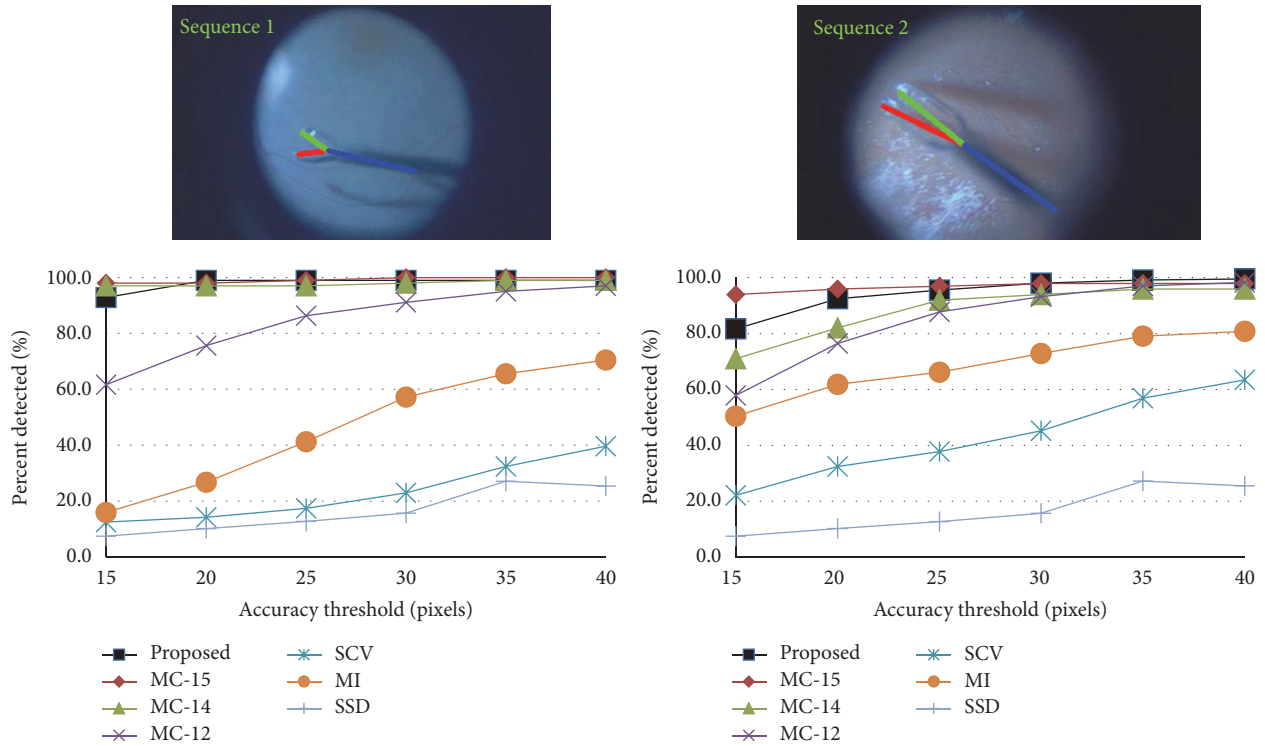 Sequence 1
Percent detected (%)
100.0
80.0
60.0
40.0
20.0
0.0
15 20 25 30 35 40
Accuracy threshold (pixels)
Proposed
MC-15
MC-14
MC-12
SCV
MI
SSD
Sequence 2
Percent detected (%)
100.0
80.0
60.0
40.0
20.0
0.0
15 20 25 30 35 40
Accuracy threshold (pixels)
Proposed
MC-15
MC-14
MC-12
SCV
MI
SSD